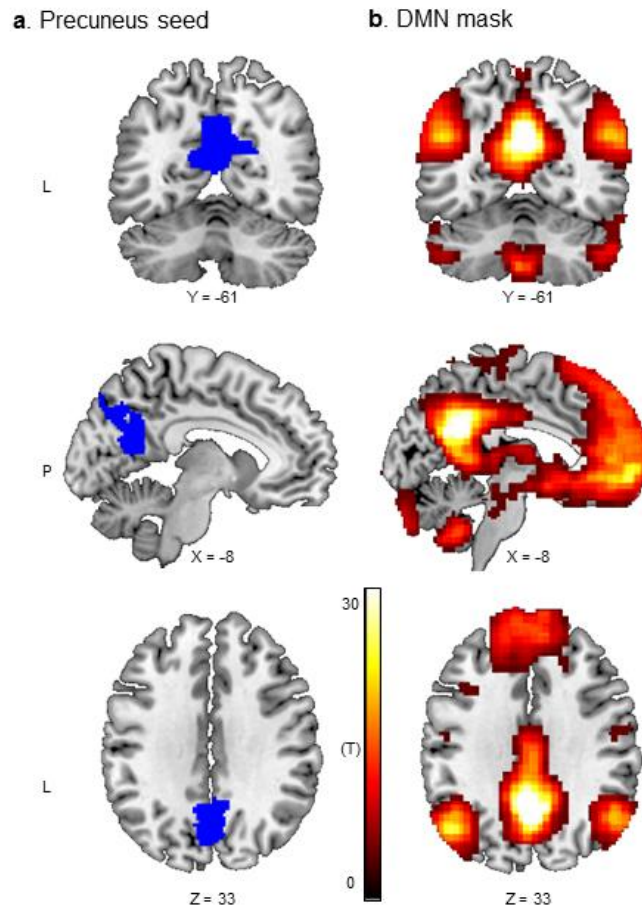 a. Precuneus seed
b. DMN mask
L
Y = -61
Y = -61
P
X = -8
X = -8
30
(T)
0
L
Z = 33
Z = 33